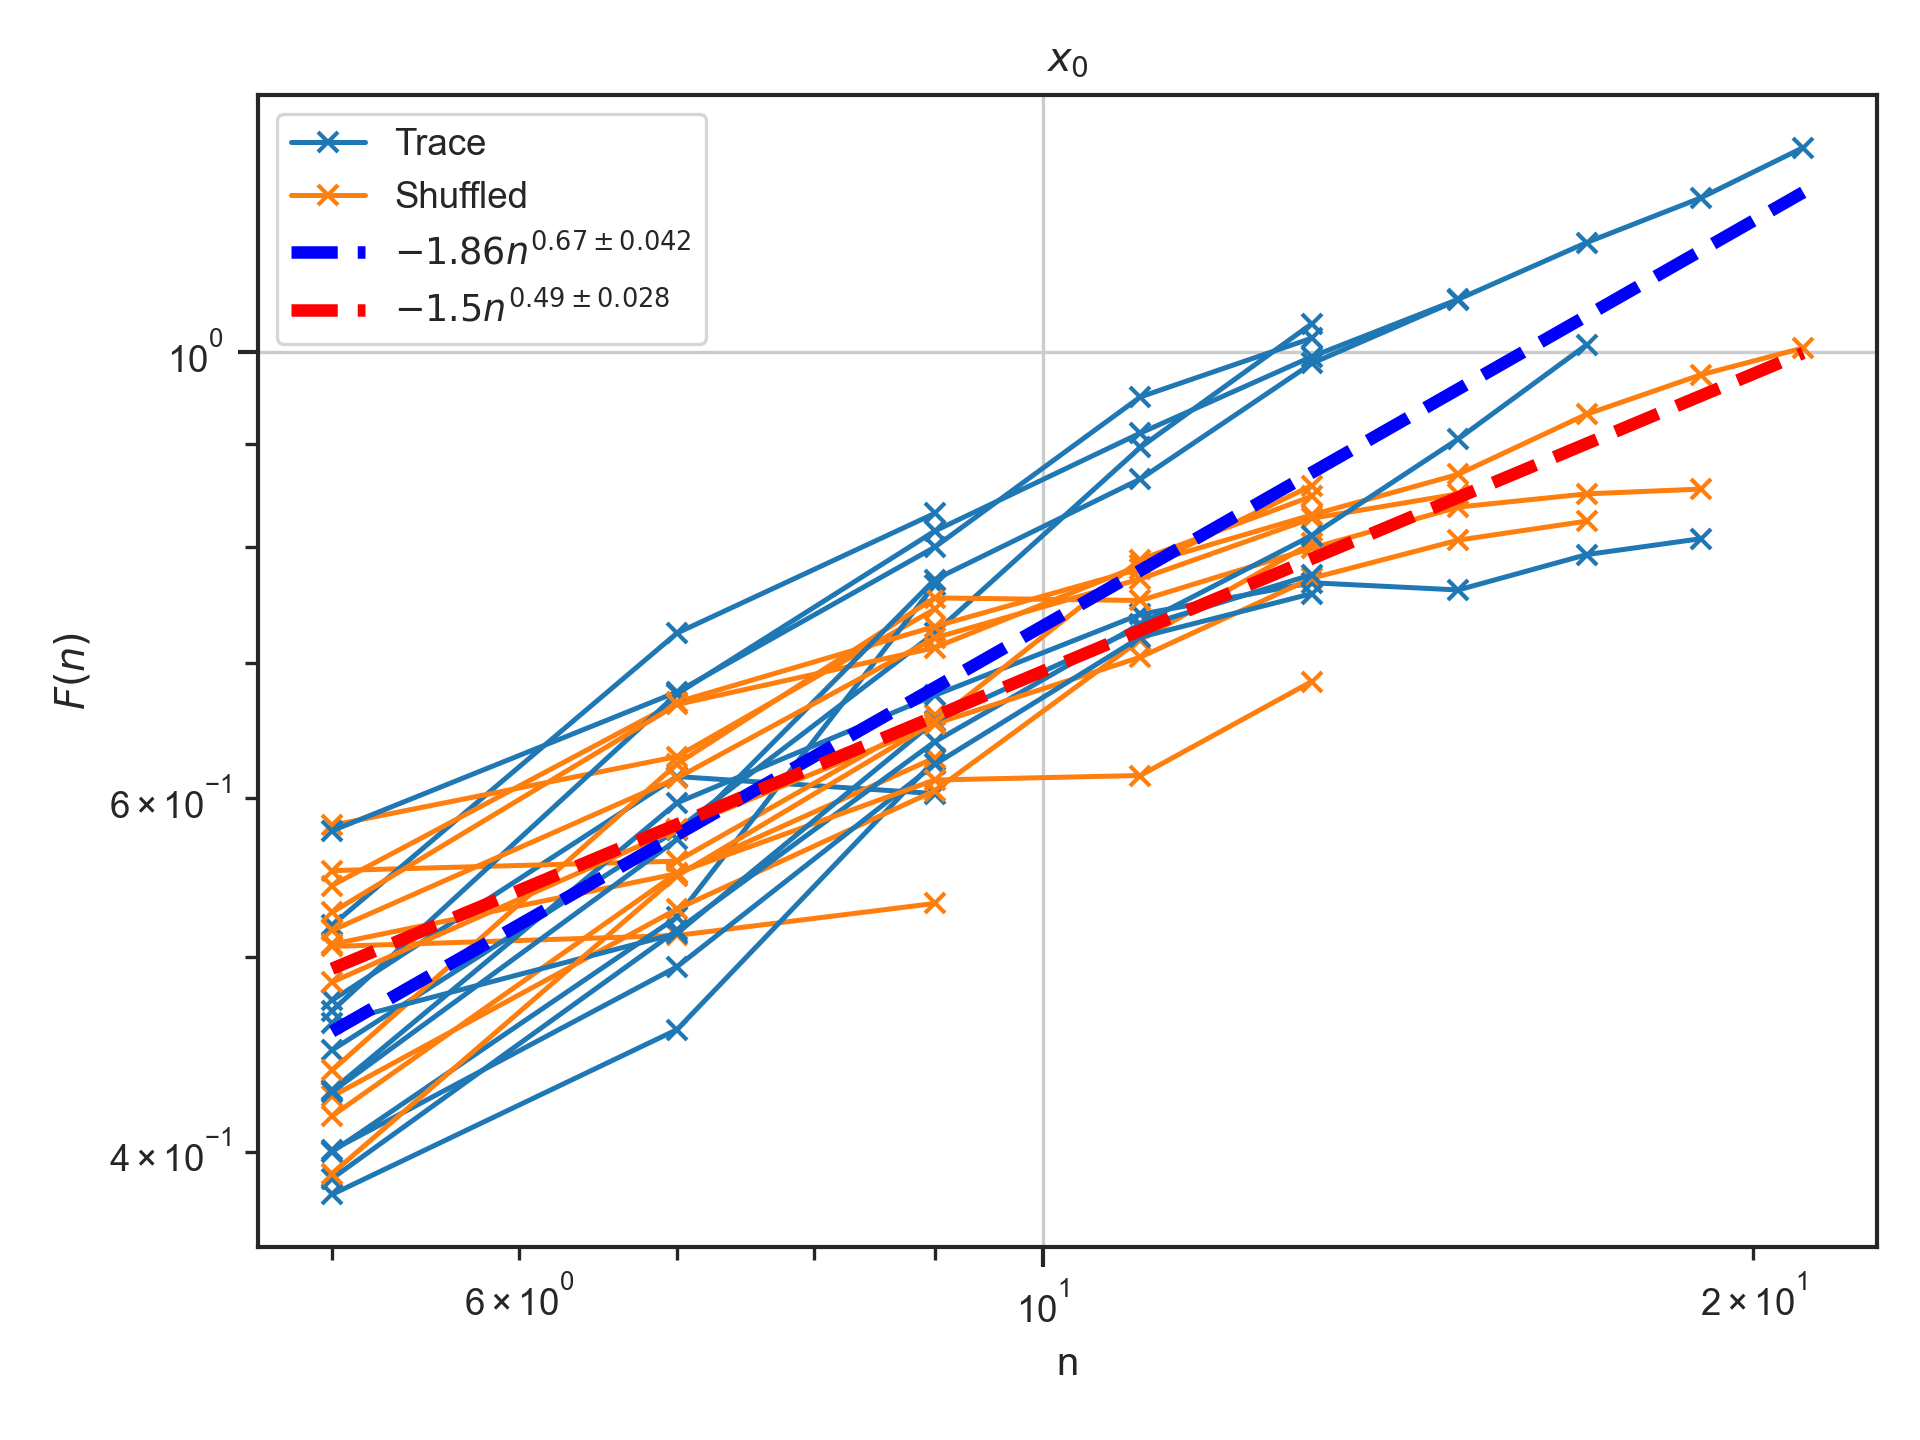 x₀
Trace
Shuffled
−1.86n^{0.67±0.042}
−1.5n^{0.49±0.028}
10⁰
6×10⁻¹
4×10⁻¹
F(n)
6×10⁰
10¹
2×10¹
n